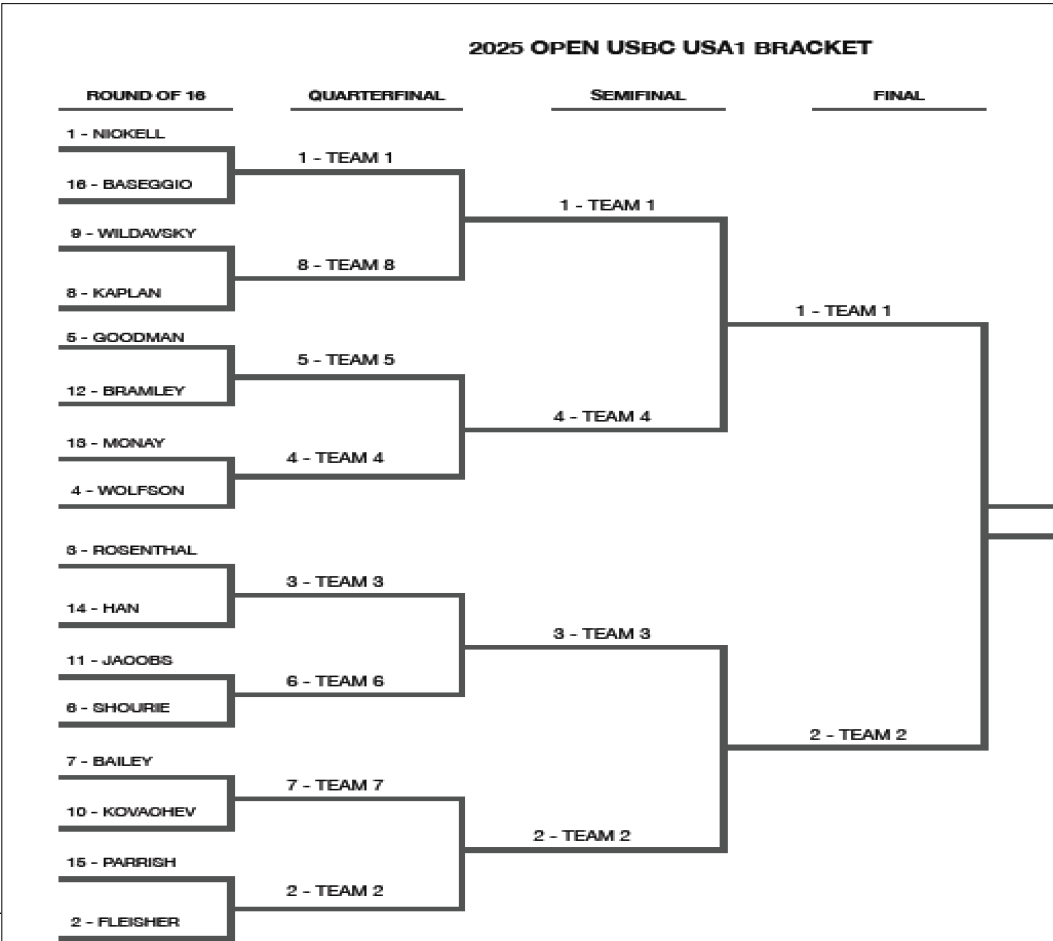 2025 OPEN USBC USA1 BRACKET
ROUND OF 16
QUARTERFINAL
SEMIFINAL
FINAL
1 - NICKELL
16 - BASEGGIO
9 - WILDAVSKY
8 - KAPLAN
5 - GOODMAN
12 - BRAMLEY
13 - MONAY
4 - WOLFSON
3 - ROSENTHAL
14 - HAN
11 - JACOBS
6 - SHOURIE
7 - BAILEY
10 - KOVACHEV
15 - PARRISH
2 - FLEISHER
1 - TEAM 1
8 - TEAM 8
5 - TEAM 5
4 - TEAM 4
3 - TEAM 3
6 - TEAM 6
7 - TEAM 7
2 - TEAM 2
1 - TEAM 1
4 - TEAM 4
3 - TEAM 3
2 - TEAM 2
1 - TEAM 1
2 - TEAM 2